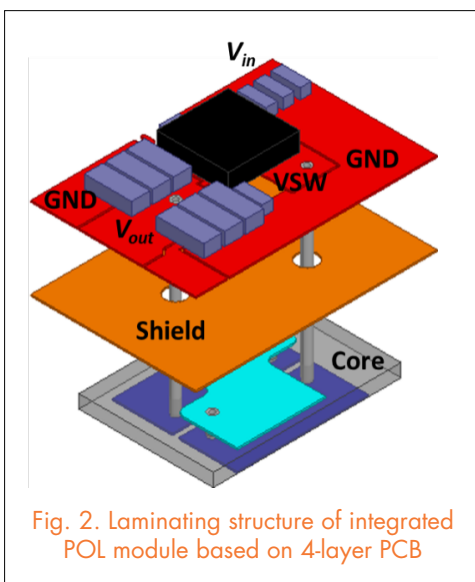 Vin
GND
VSW
GND
Vout
Shield
Core
Fig. 2. Laminating structure of integrated
POL module based on 4-layer PCB